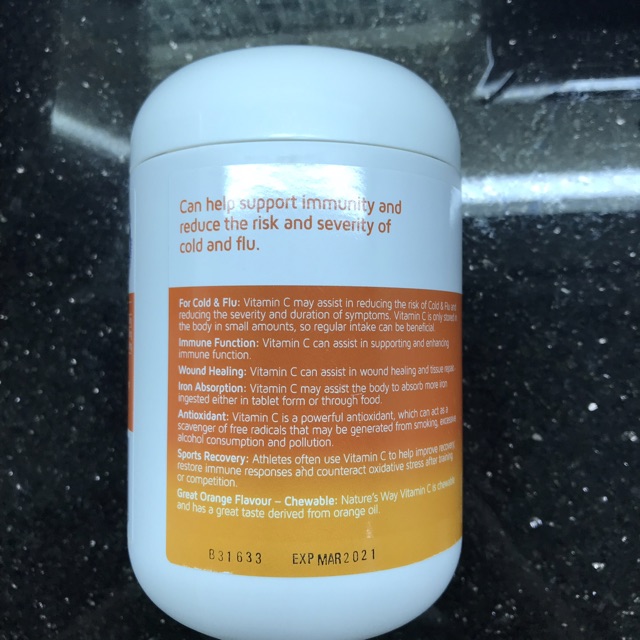 Can help support immunity and
reduce the risk and severity of
cold and flu.
For Cold & Flu: Vitamin C may assist in reducing the risk of Cold & Flu and
reducing the severity and duration of symptoms. Vitamin C is only stored in
the body in small amounts, so regular intake can be beneficial.
Immune Function: Vitamin C can assist in supporting and enhancing
immune function.
Wound Healing: Vitamin C can assist in wound healing and tissue repair.
Iron Absorption: Vitamin C may assist the body to absorb more iron
ingested either in tablet form or through food.
Antioxidant: Vitamin C is a powerful antioxidant, which can act as a
scavenger of free radicals that may be generated from smoking, excessive
alcohol consumption and pollution.
Sports Recovery: Athletes often use Vitamin C to help improve recovery,
restore immune responses and counteract oxidative stress after training
or competition.
Great Orange Flavour – Chewable: Nature's Way Vitamin C is chewable
and has a great taste derived from orange oil.
B31633 EXP MAR 2021